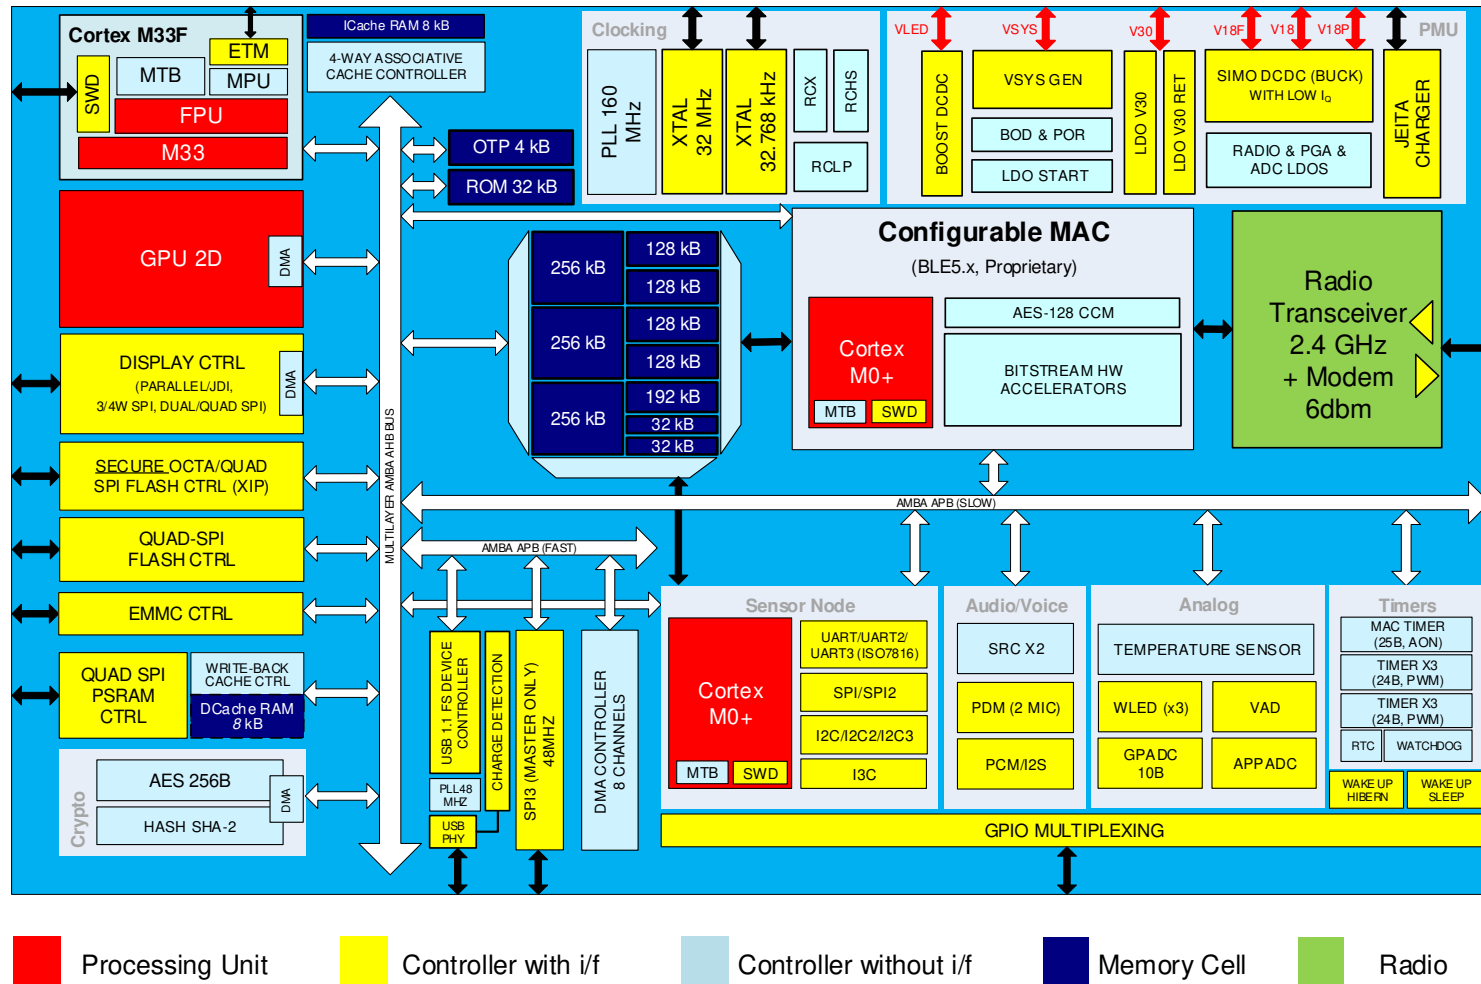 Cortex M33F
ETM
MTB
MPU
SWD
FPU
M33
ICache RAM 8 kB
4-WAY ASSOCIATIVE
CACHE CONTROLLER
OTP 4 kB
ROM 32 kB
Clocking
PLL 160
MHz
XTAL
32 MHz
XTAL
32.768 kHz
RCX
RCHS
RCLP
PMU
VLED
VSYS
V30
V18F
V18
V18P
BOOST DCDC
VSYS GEN
BOD & POR
LDO START
LDO V30
LDO V30 RET
SIMO DCDC (BUCK)
WITH LOW IQ
RADIO & PGA &
ADC LDOS
JEITA
CHARGER
GPU 2D
DMA
DISPLAY CTRL
(PARALLEL/JDI,
3/4W SPI, DUAL/QUAD SPI)
DMA
SECURE OCTA/QUAD
SPI FLASH CTRL (XIP)
QUAD-SPI
FLASH CTRL
EMMC CTRL
QUAD SPI
PSRAM
CTRL
WRITE-BACK
CACHE CTRL
DCache RAM
8 kB
Crypto
AES 256B
HASH SHA-2
DMA
MULTILAYER AMBA AHB BUS
256 kB
256 kB
256 kB
128 kB
128 kB
128 kB
128 kB
192 kB
32 kB
32 kB
Configurable MAC
(BLE5.x, Proprietary)
Cortex
M0+
MTB
SWD
AES-128 CCM
BITSTREAM HW
ACCELERATORS
Radio
Transceiver
2.4 GHz
+ Modem
6dbm
AMBA APB (SLOW)
AMBA APB (FAST)
USB 1.1 FS DEVICE
CONTROLLER
PLL48
MHZ
USB
PHY
CHARGE DETECTION
SPI3 (MASTER ONLY)
48MHZ
DMA CONTROLLER
8 CHANNELS
Sensor Node
Cortex
M0+
MTB
SWD
UART/UART2/
UART3 (ISO7816)
SPI/SPI2
I2C/I2C2/I2C3
I3C
Audio/Voice
SRC X2
PDM (2 MIC)
PCM/I2S
Analog
TEMPERATURE SENSOR
WLED (x3)
VAD
GPADC
10B
APP ADC
Timers
MAC TIMER
(25B, AON)
TIMER X3
(24B, PWM)
TIMER X3
(24B, PWM)
RTC
WATCHDOG
WAKE UP
HIBERN
WAKE UP
SLEEP
GPIO MULTIPLEXING
Processing Unit
Controller with i/f
Controller without i/f
Memory Cell
Radio